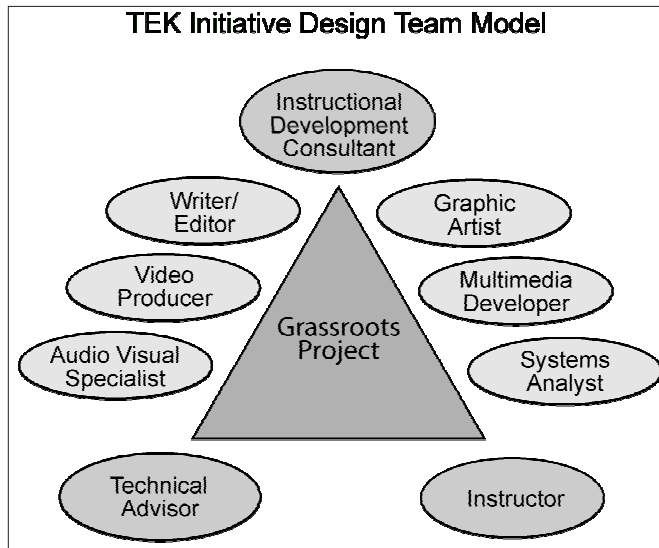 TEK Initiative Design Team Model
Instructional
Development
Consultant
Writer/
Editor
Graphic
Artist
Video
Producer
Multimedia
Developer
Grassroots
Project
Audio Visual
Specialist
Systems
Analyst
Technical
Advisor
Instructor